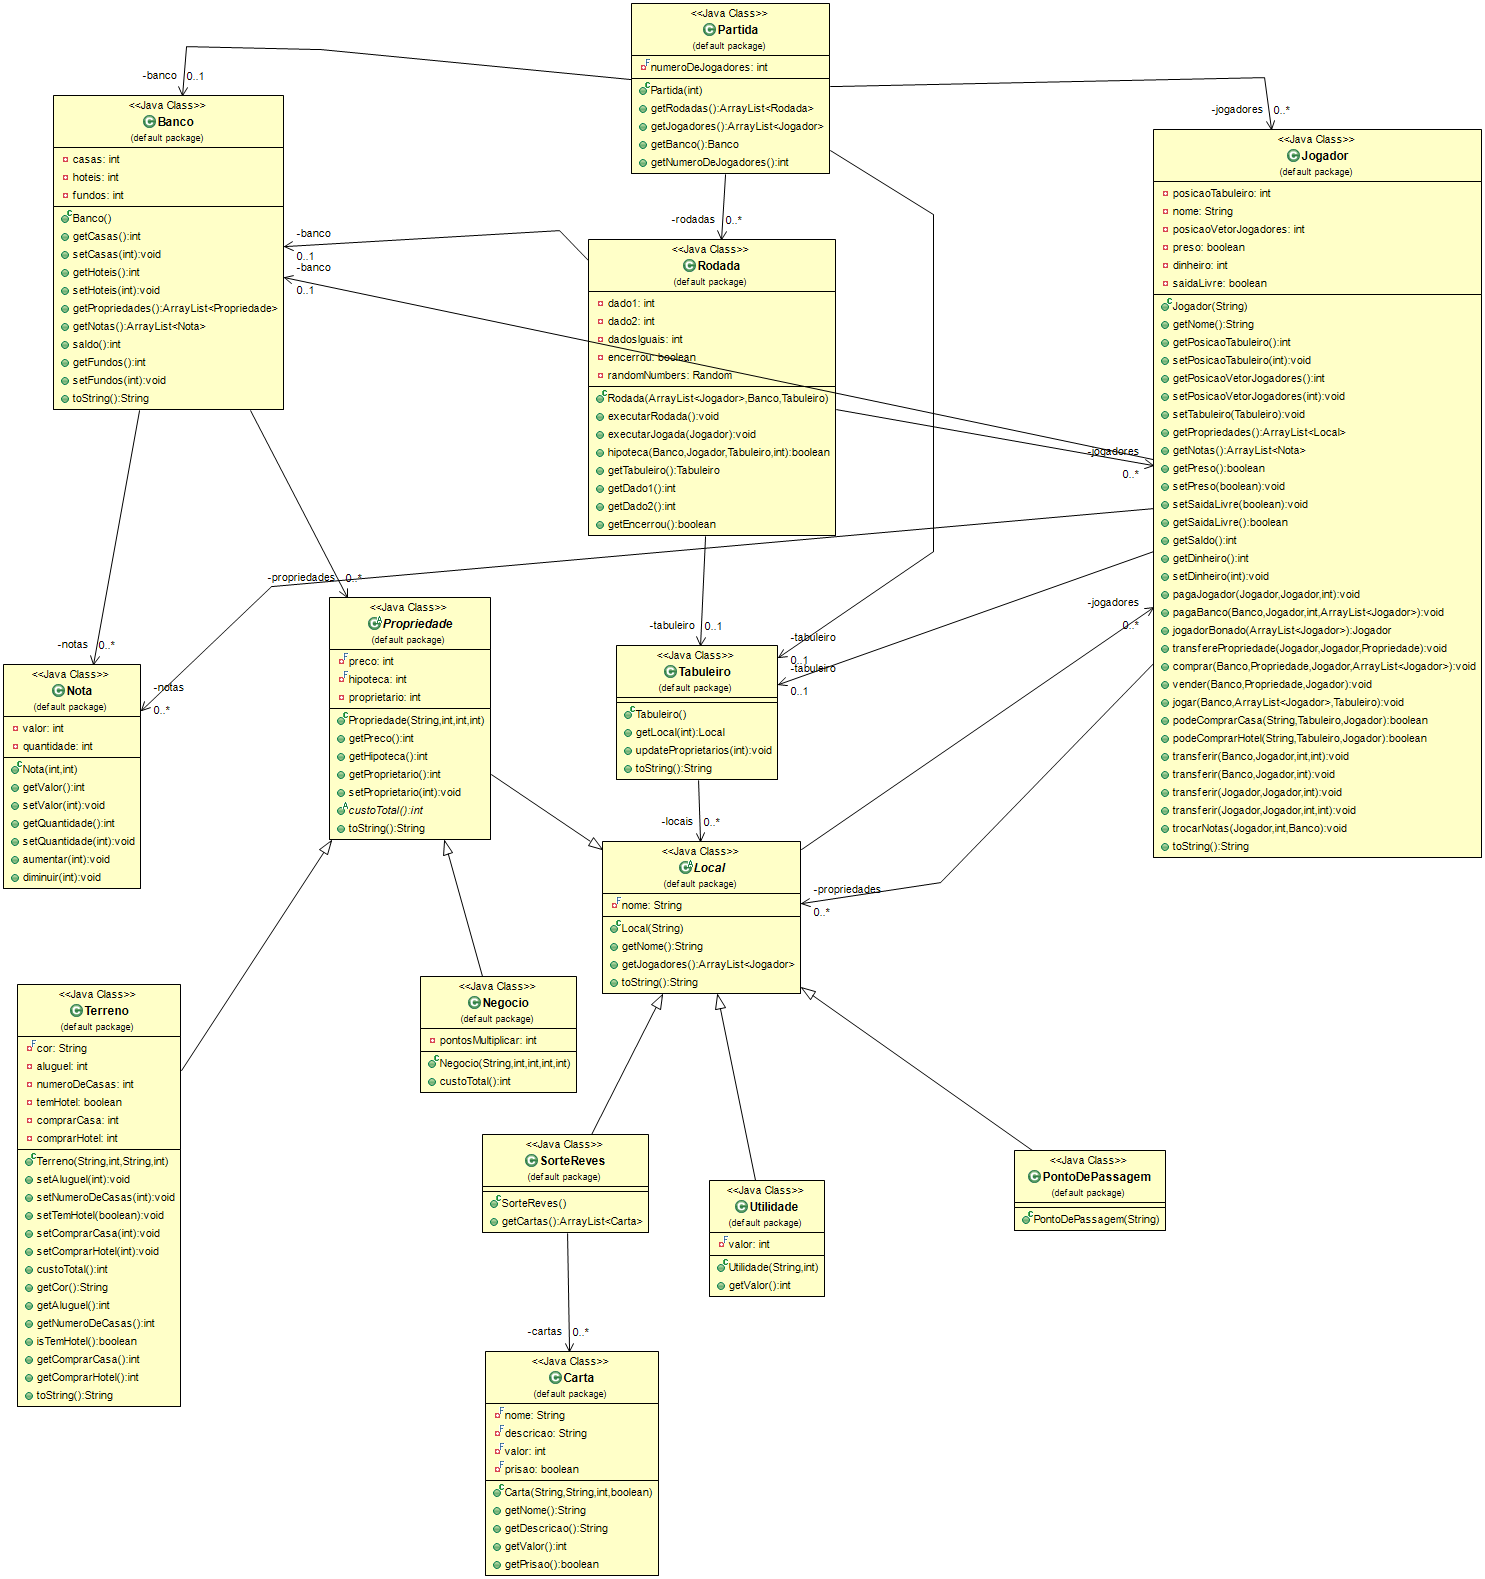 <<Java Class>>
Partida
(default package)
numeroDeJogadores: int
Partida(int)
getRodadas():ArrayList<Rodada>
getJogadores():ArrayList<Jogador>
getBanco():Banco
getNumeroDeJogadores():int
-banco 0..1
-jogadores 0..*
-rodadas 0..*
<<Java Class>>
Banco
(default package)
casas: int
hoteis: int
fundos: int
Banco()
getCasas():int
setCasas(int):void
getHoteis():int
setHoteis(int):void
getPropriedades():ArrayList<Propriedade>
getNotas():ArrayList<Nota>
saldo():int
getFundos():int
setFundos(int):void
toString():String
-banco
0..1
-banco
0..1
<<Java Class>>
Rodada
(default package)
dado1: int
dado2: int
dadosIguais: int
encerrou: boolean
randomNumbers: Random
Rodada(ArrayList<Jogador>,Banco,Tabuleiro)
executarRodada():void
executarJogada(Jogador):void
hipoteca(Banco,Jogador,Tabuleiro,int):boolean
getTabuleiro():Tabuleiro
getDado1():int
getDado2():int
getEncerrou():boolean
<<Java Class>>
Jogador
(default package)
posicaoTabuleiro: int
nome: String
posicaoVetorJogadores: int
preso: boolean
dinheiro: int
saidaLivre: boolean
Jogador(String)
getNome():String
getPosicaoTabuleiro():int
setPosicaoTabuleiro(int):void
getPosicaoVetorJogadores():int
setPosicaoVetorJogadores(int):void
setTabuleiro(Tabuleiro):void
getPropriedades():ArrayList<Local>
getNotas():ArrayList<Nota>
getPreso():boolean
setPreso(boolean):void
setSaidaLivre(boolean):void
getSaidaLivre():boolean
getSaldo():int
getDinheiro():int
setDinheiro(int):void
pagaJogador(Jogador,Jogador,int):void
pagaBanco(Banco,Jogador,int,ArrayList<Jogador>):void
jogadorBonado(ArrayList<Jogador>):Jogador
transferePropriedade(Jogador,Jogador,Propriedade):void
comprar(Banco,Propriedade,Jogador,ArrayList<Jogador>):void
vender(Banco,Propriedade,Jogador):void
jogar(Banco,ArrayList<Jogador>,Tabuleiro):void
podeComprarCasa(String,Tabuleiro,Jogador):boolean
podeComprarHotel(String,Tabuleiro,Jogador):boolean
transferir(Banco,Jogador,int,int):void
transferir(Banco,Jogador,int):void
transferir(Jogador,Jogador,int):void
transferir(Jogador,Jogador,int,int):void
trocarNotas(Jogador,int,Banco):void
toString():String
-jogadores
0..*
-propriedades 0..*
-jogadores
0..*
-notas 0..*
-notas
0..*
-tabuleiro 0..1
-tabuleiro
0..1
-tabuleiro
0..1
<<Java Class>>
Propriedade
(default package)
preco: int
hipoteca: int
proprietario: int
Propriedade(String,int,int,int)
getPreco():int
getHipoteca():int
getProprietario():int
setProprietario(int):void
custoTotal():int
toString():String
<<Java Class>>
Nota
(default package)
valor: int
quantidade: int
Nota(int,int)
getValor():int
setValor(int):void
getQuantidade():int
setQuantidade(int):void
aumentar(int):void
diminuir(int):void
<<Java Class>>
Tabuleiro
(default package)
Tabuleiro()
getLocal(int):Local
updateProprietarios(int):void
toString():String
-locais 0..*
<<Java Class>>
Local
(default package)
nome: String
Local(String)
getNome():String
getJogadores():ArrayList<Jogador>
toString():String
-propriedades
0..*
<<Java Class>>
Terreno
(default package)
cor: String
aluguel: int
numeroDeCasas: int
temHotel: boolean
comprarCasa: int
comprarHotel: int
Terreno(String,int,String,int)
setAluguel(int):void
setNumeroDeCasas(int):void
setTemHotel(boolean):void
setComprarCasa(int):void
setComprarHotel(int):void
custoTotal():int
getCor():String
getAluguel():int
getNumeroDeCasas():int
isTemHotel():boolean
getComprarCasa():int
getComprarHotel():int
toString():String
<<Java Class>>
Negocio
(default package)
pontosMultiplicar: int
Negocio(String,int,int,int,int)
custoTotal():int
<<Java Class>>
SorteReves
(default package)
SorteReves()
getCartas():ArrayList<Carta>
<<Java Class>>
Utilidade
(default package)
valor: int
Utilidade(String,int)
getValor():int
<<Java Class>>
PontoDePassagem
(default package)
PontoDePassagem(String)
-cartas 0..*
<<Java Class>>
Carta
(default package)
nome: String
descricao: String
valor: int
prisao: boolean
Carta(String,String,int,boolean)
getNome():String
getDescricao():String
getValor():int
getPrisao():boolean